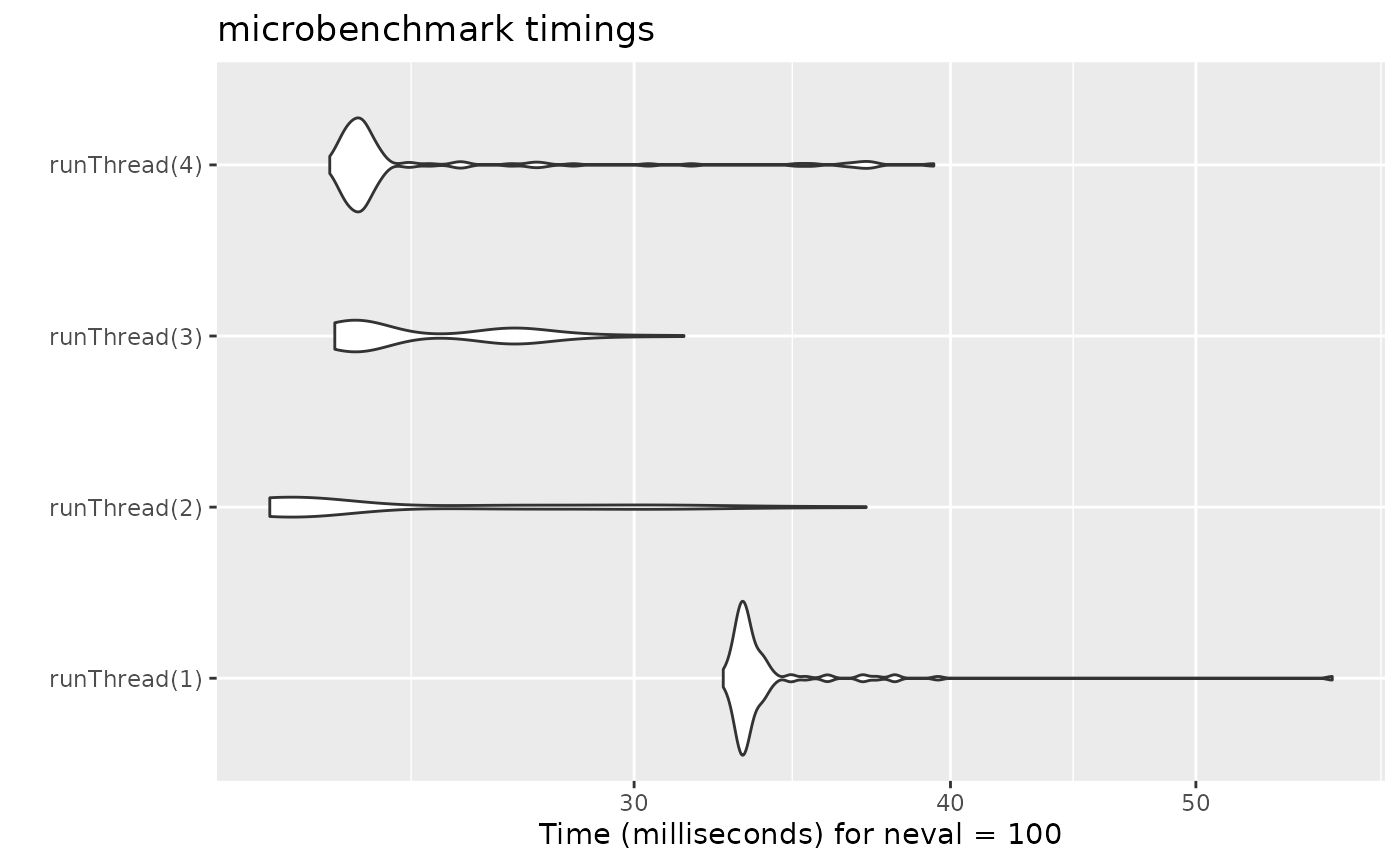 microbenchmark timings
runThread(4)
runThread(3)
runThread(2)
runThread(1)
30 40 50
Time (milliseconds) for neval = 100